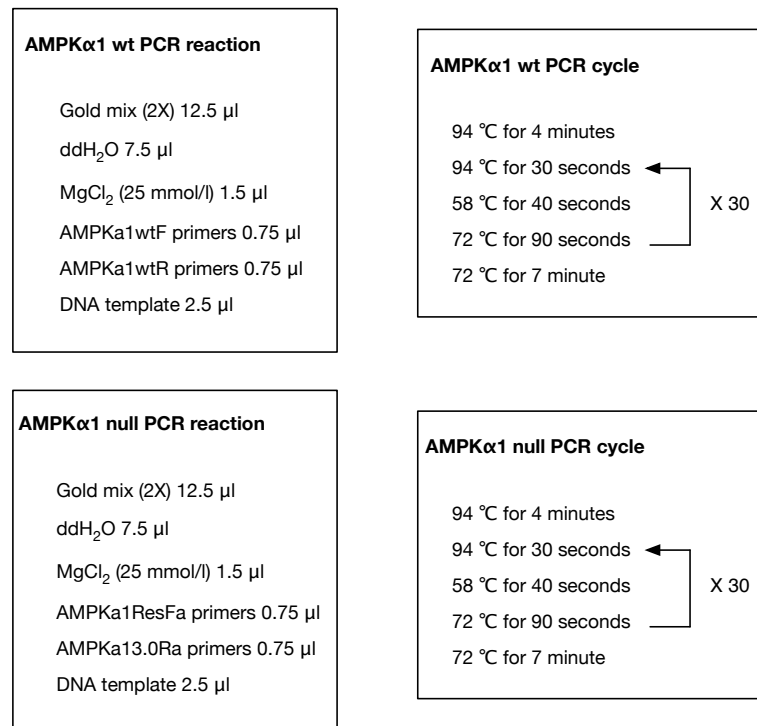 AMPKα1 wt PCR reaction
Gold mix (2X) 12.5 µl
ddH₂O 7.5 µl
MgCl₂ (25 mmol/l) 1.5 µl
AMPKa1wtF primers 0.75 µl
AMPKa1wtR primers 0.75 µl
DNA template 2.5 µl
AMPKα1 wt PCR cycle
94 ℃ for 4 minutes
94 ℃ for 30 seconds
58 ℃ for 40 seconds
X 30
72 ℃ for 90 seconds
72 ℃ for 7 minute
AMPKα1 null PCR reaction
Gold mix (2X) 12.5 µl
ddH₂O 7.5 µl
MgCl₂ (25 mmol/l) 1.5 µl
AMPKa1ResFa primers 0.75 µl
AMPKa13.0Ra primers 0.75 µl
DNA template 2.5 µl
AMPKα1 null PCR cycle
94 ℃ for 4 minutes
94 ℃ for 30 seconds
58 ℃ for 40 seconds
X 30
72 ℃ for 90 seconds
72 ℃ for 7 minute